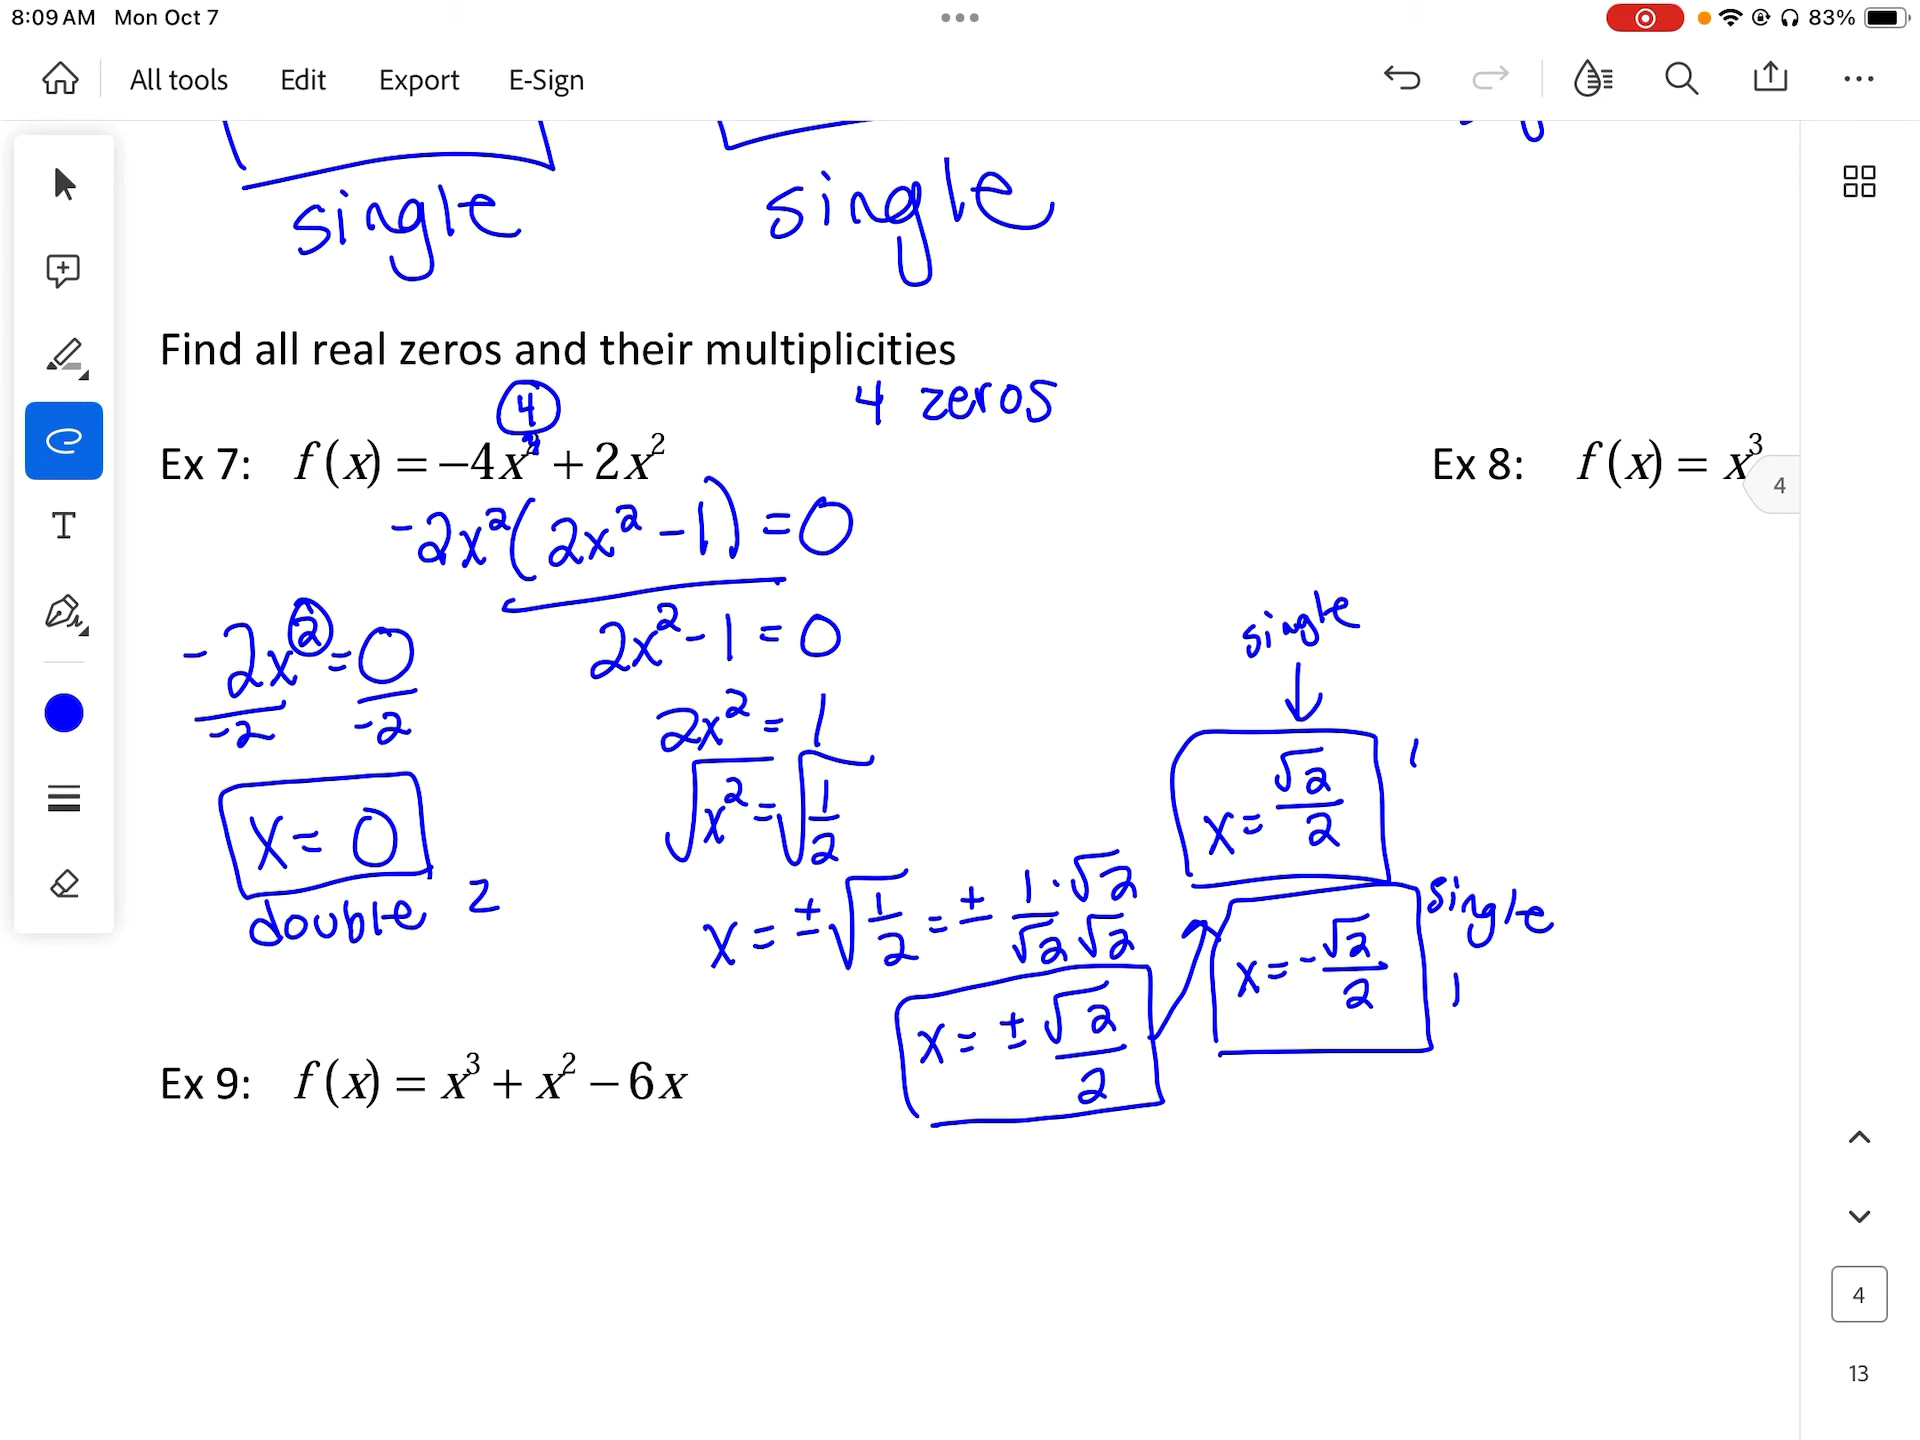 8:09 AM Mon Oct 7
83%
All tools Edit Export E-Sign
single single
Find all real zeros and their multiplicities
4 4 zeros
Ex 7: f(x) = −4x⁴ + 2x²
Ex 8: f(x) = x³
4
-2x²(2x² - 1) = 0
-2x² = 0
-2 -2
x = 0
double 2
2x² - 1 = 0
2x² = 1
√x² = √(1/2)
x = ±√(1/2) = ± 1·√2/√2 √2
x = ± √2/2
single
↓
x = √2/2 1
x = -√2/2 single
1
Ex 9: f(x) = x³ + x² − 6x
4
13